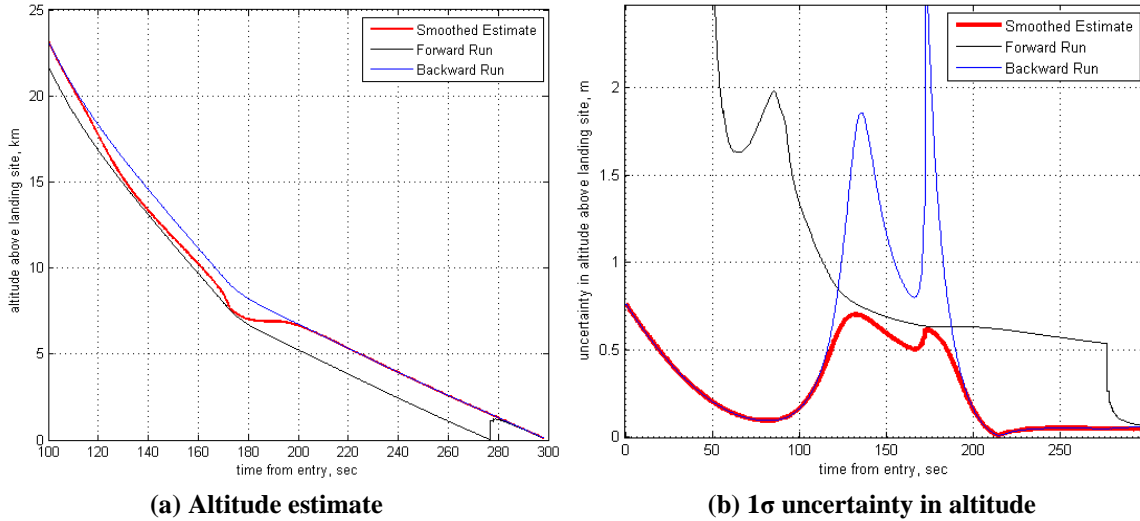 25
20
15
10
5
0
altitude above landing site, km
100 120 140 160 180 200 220 240 260 280 300
time from entry, sec
Smoothed Estimate
Forward Run
Backward Run
(a) Altitude estimate
2
1.5
1
0.5
0
uncertainty in altitude above landing site, m
0 50 100 150 200 250
time from entry, sec
Smoothed Estimate
Forward Run
Backward Run
(b) 1σ uncertainty in altitude